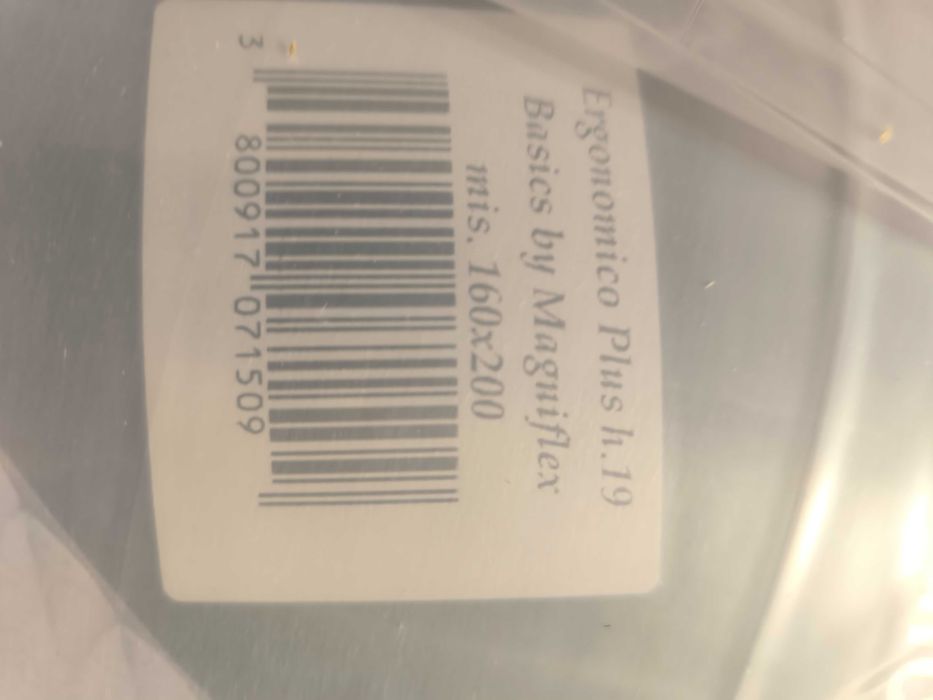 Ergonomico Plus h.19
Basics by Magniflex
mis. 160x200
3 800917 071509